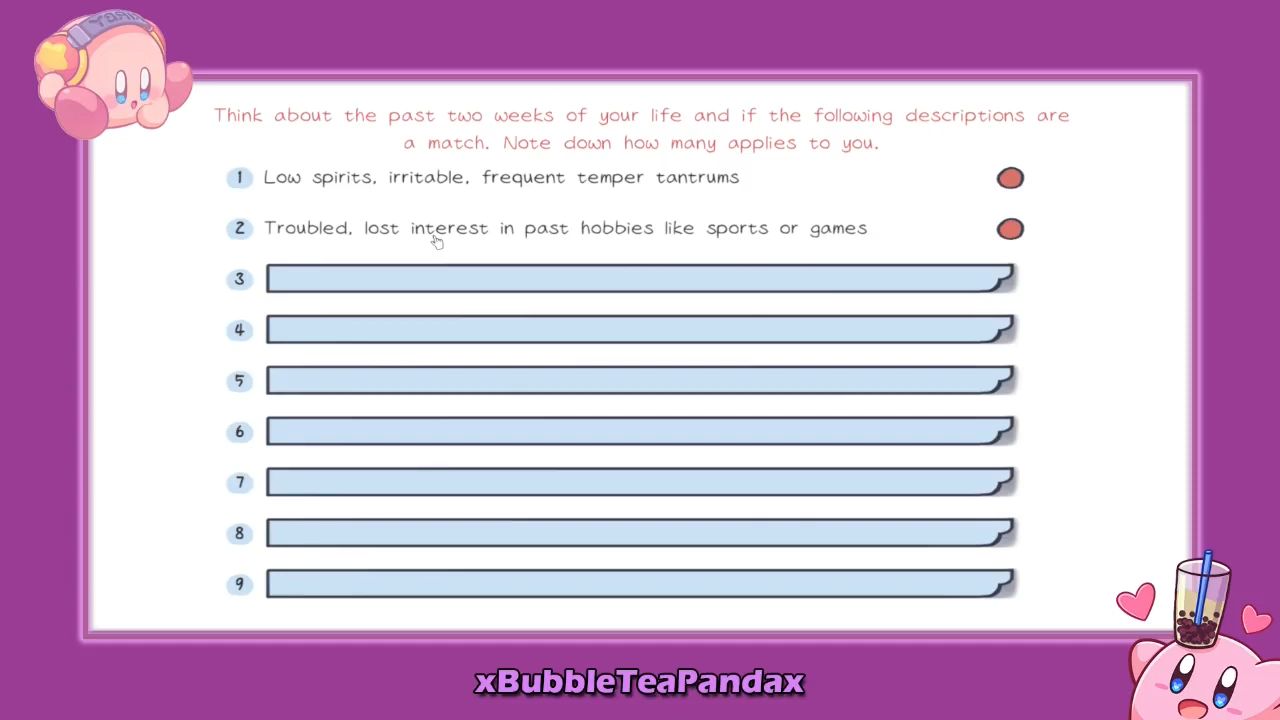 Think about the past two weeks of your life and if the following descriptions are
a match. Note down how many applies to you.
1 Low spirits, irritable, frequent temper tantrums
2 Troubled, lost interest in past hobbies like sports or games
3
4
5
6
7
8
9
xBubbleTeaPandax